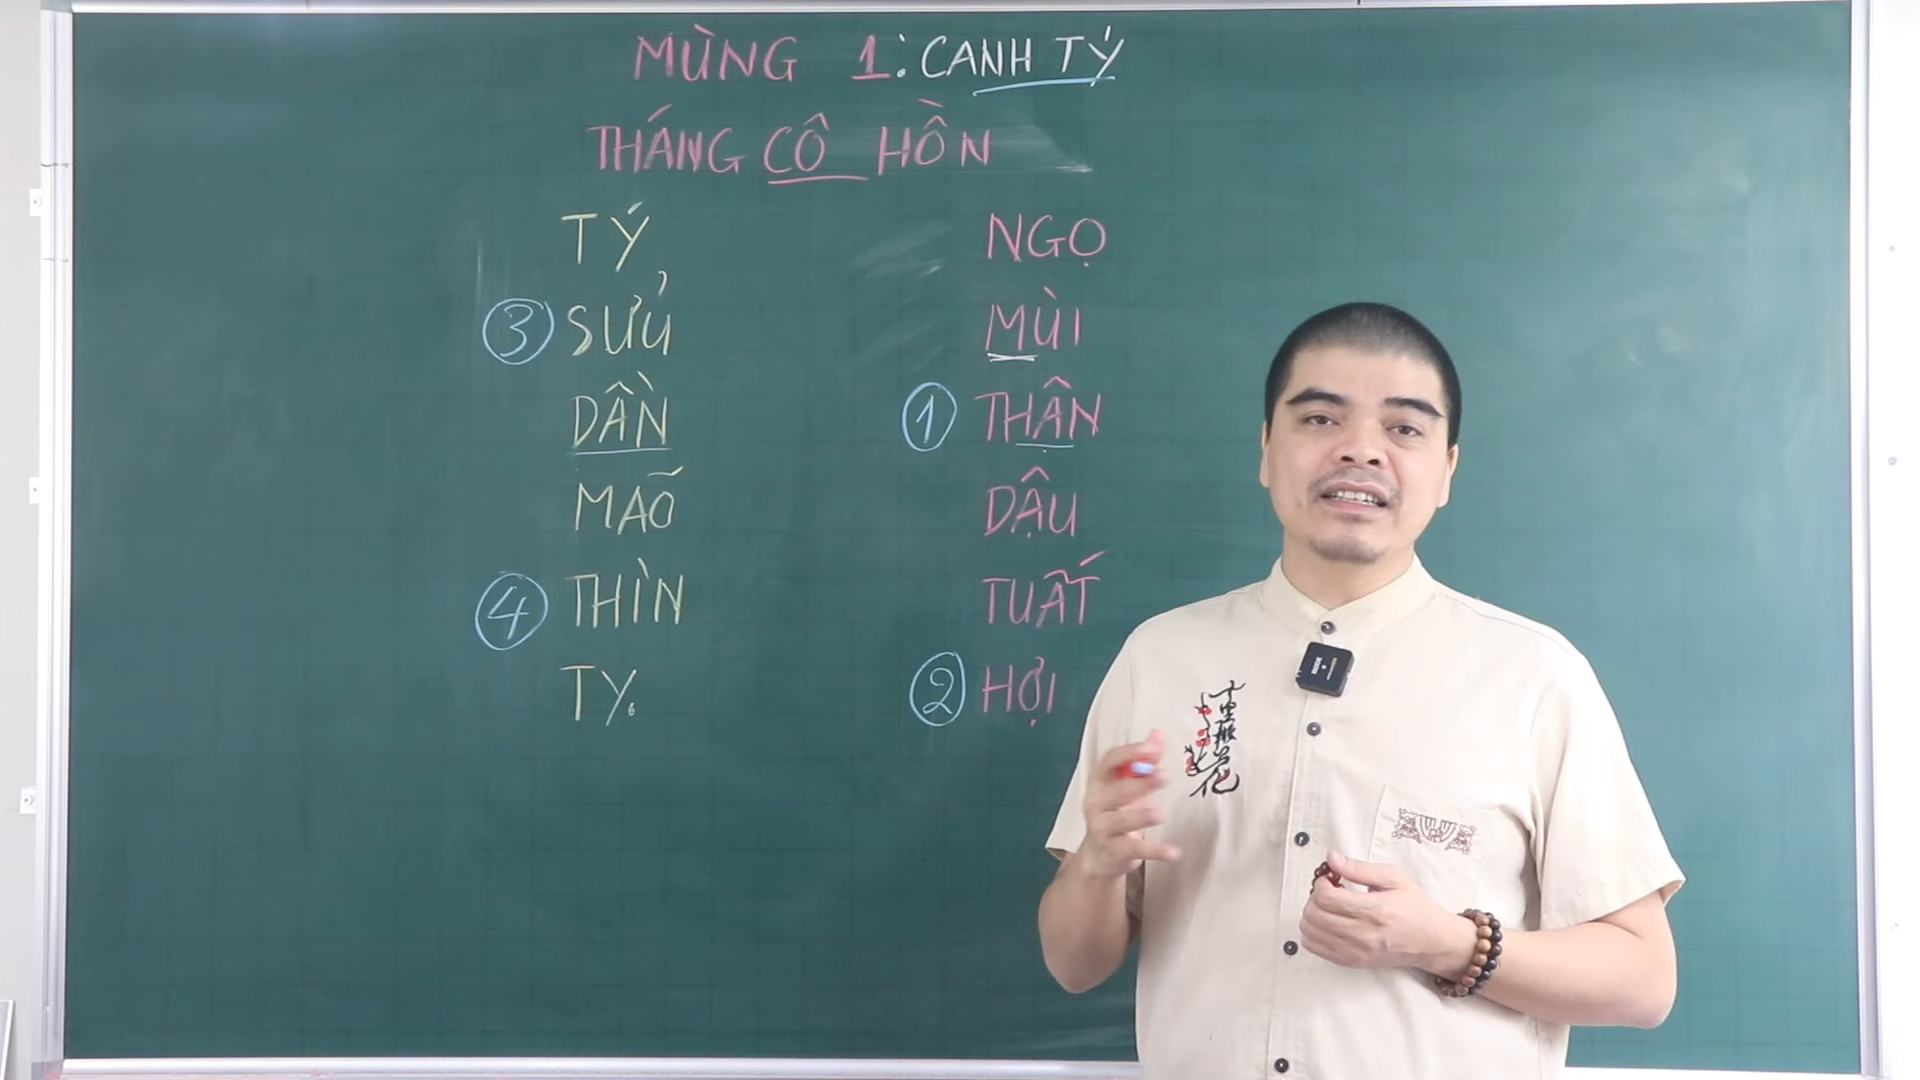 MÙNG 1: CANH TÝ
THÁNG CÔ HỒN
TÝ
③ SỬU
DẦN
MÃO
④ THÌN
TỴ
NGỌ
MÙI
① THÂN
DẬU
TUẤT
② HỢI